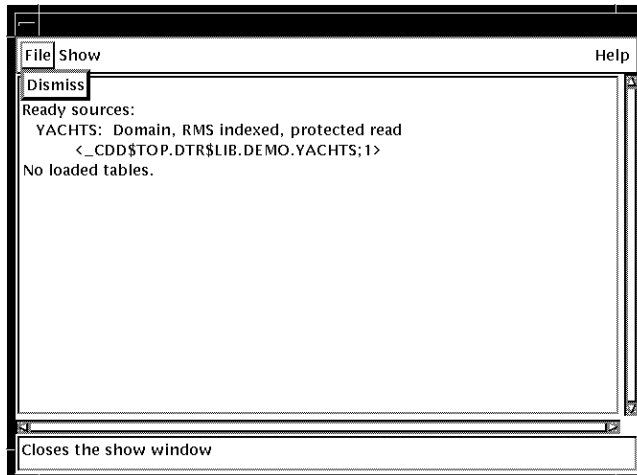 File Show Help
Dismiss
Ready sources:
YACHTS: Domain, RMS indexed, protected read
<_CDD$TOP.DTR$LIB.DEMO.YACHTS;1>
No loaded tables.
Closes the show window